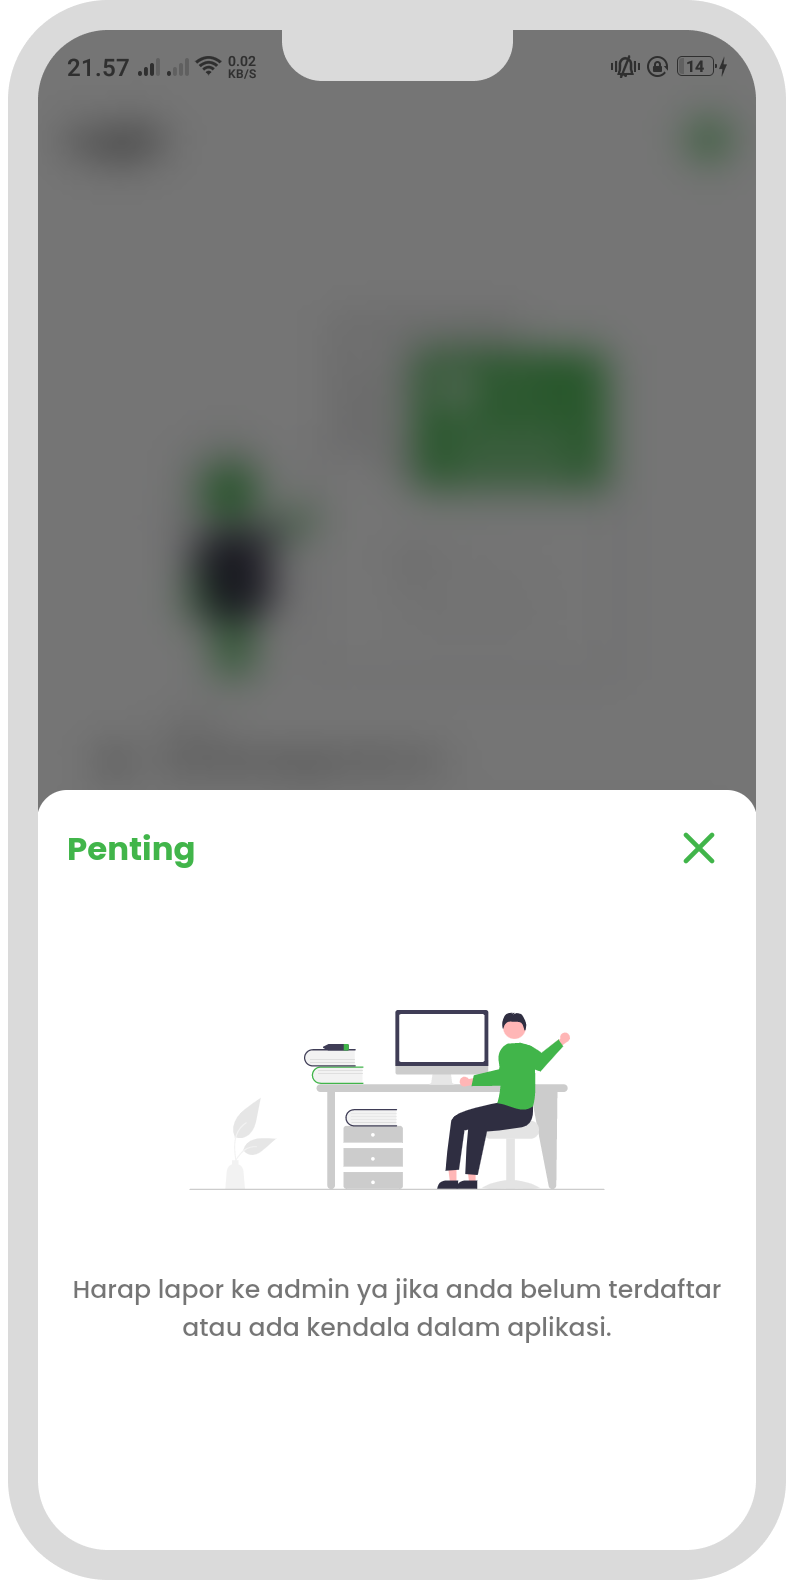 21.57
0.02
KB/S
14
Penting
Harap lapor ke admin ya jika anda belum terdaftar
atau ada kendala dalam aplikasi.